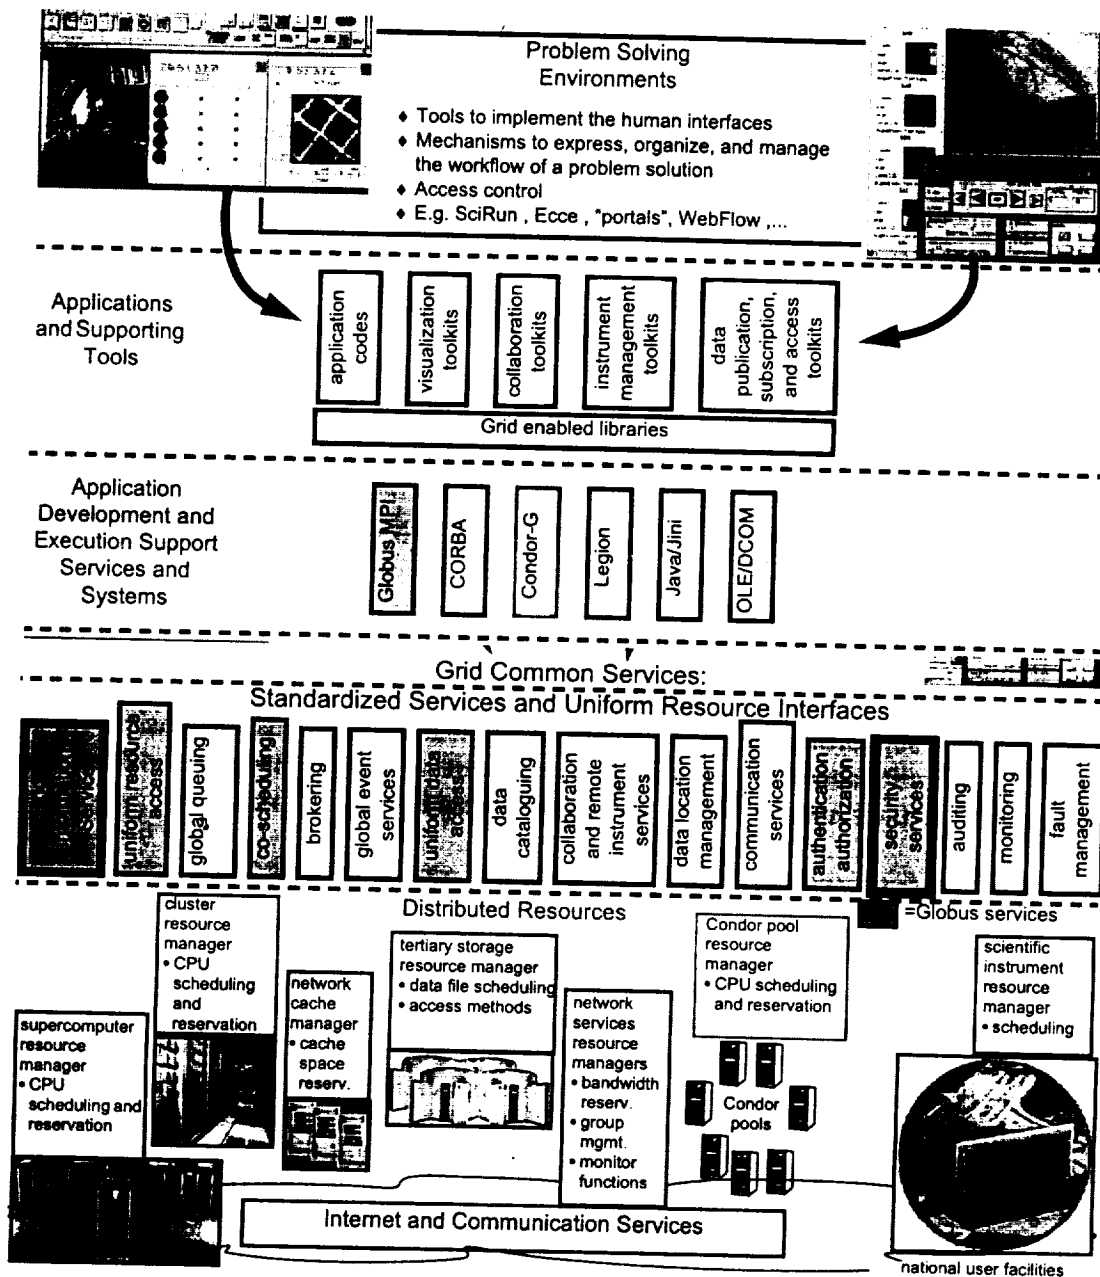 Problem Solving
Environments
♦ Tools to implement the human interfaces
♦ Mechanisms to express, organize, and manage
the workflow of a problem solution
♦ Access control
♦ E.g. SciRun , Ecce , "portals", WebFlow ,...
Applications
and Supporting
Tools
application
codes
visualization
toolkits
collaboration
toolkits
instrument
management
toolkits
data
publication,
subscription,
and access
toolkits
Grid enabled libraries
Application
Development and
Execution Support
Services and
Systems
Globus MPI
CORBA
Condor-G
Legion
Java/Jini
OLE/DCOM
Grid Common Services:
Standardized Services and Uniform Resource Interfaces
Services
uniform resource
access
global queuing
co-scheduling
brokering
global event
services
uniform data
access
data
cataloguing
collaboration
and remote
instrument
services
data location
management
communication
services
authentication
authorization
security
services
auditing
monitoring
fault
management
Distributed Resources
=Globus services
cluster
resource
manager
• CPU
scheduling
and
reservation
tertiary storage
resource manager
• data file scheduling
• access methods
Condor pool
resource
manager
• CPU scheduling
and reservation
scientific
instrument
resource
manager
• scheduling
network
cache
manager
• cache
space
reserv.
network
services
resource
managers
• bandwidth
reserv.
• group
mgmt.
• monitor
functions
supercomputer
resource
manager
• CPU
scheduling and
reservation
Condor
pools
Internet and Communication Services
national user facilities